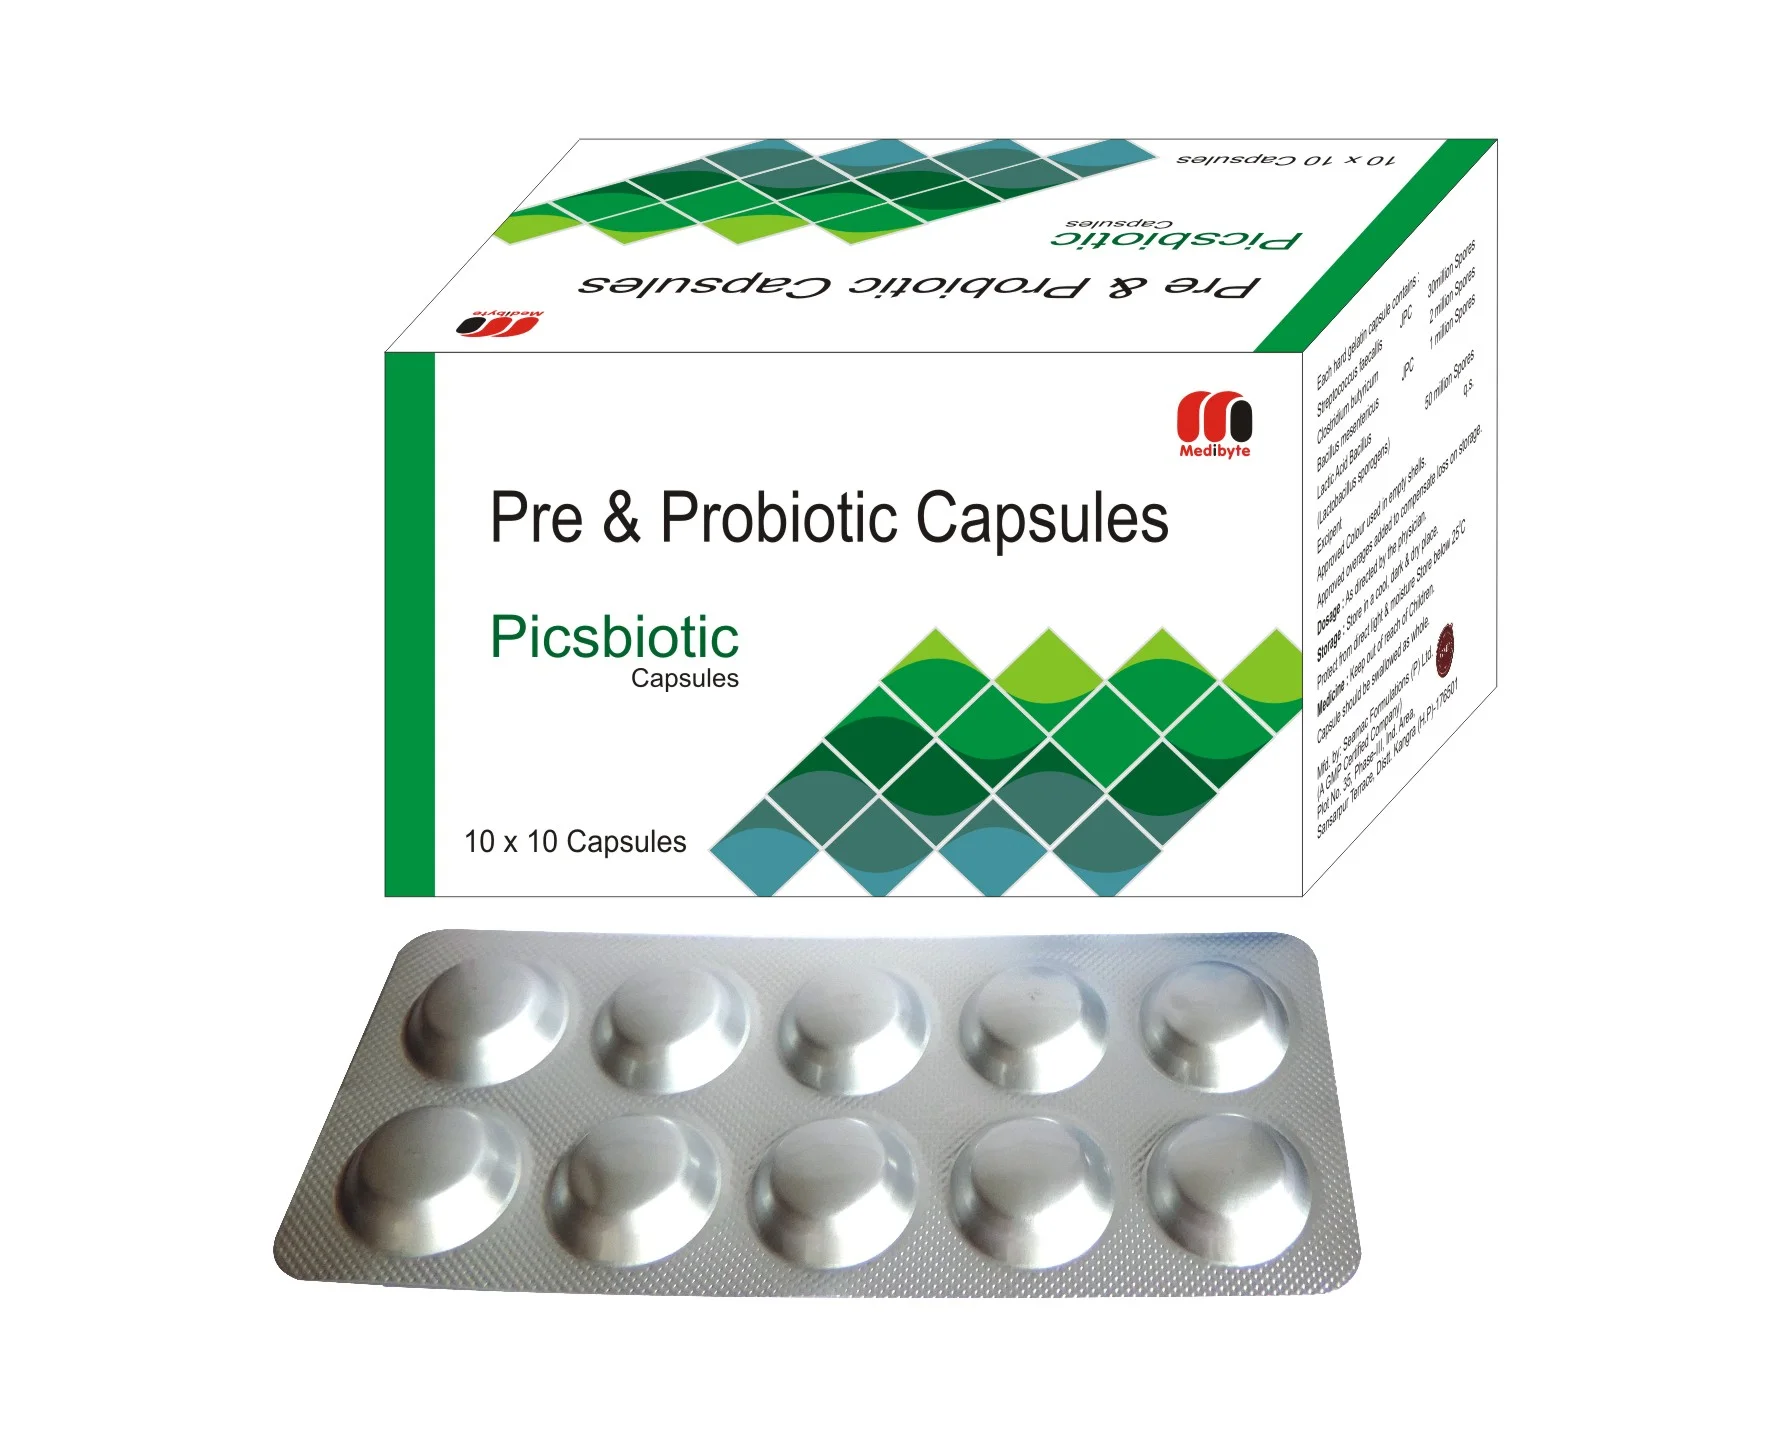 10 x 10 Capsules
Picsbiotic
Capsules
Pre & Probiotic Capsules
Medibyte
Medibyte
Pre & Probiotic Capsules
Picsbiotic
Capsules
10 x 10 Capsules
Each hard gelatin capsule contains :
Streptococcus faecallis JPC 30million Spores
Clostridium butyricum 2 million Spores
Bacillus mesentericus JPC 1 million Spores
Lactic Acid Bacillus
(Lactobacillus sporogens) 50 million Spores
Excipent q.s.
Approved Colour used in empty shells.
Approved overages added to compensate loss on storage.
Dosage : As directed by the physician.
Storage : Store in a cool, dark & dry place.
Protect from direct light & moisture Store below 25°C
Medicine : Keep out of reach of Children.
Capsule should be swallowed as whole.
Mfd. by: Seamac Formulations (P) Ltd.
(A GMP Certified Company)
Plot No. 35, Phase-III, Ind. Area,
Sansarpur Terrace, Distt. Kangra (H.P)-176501